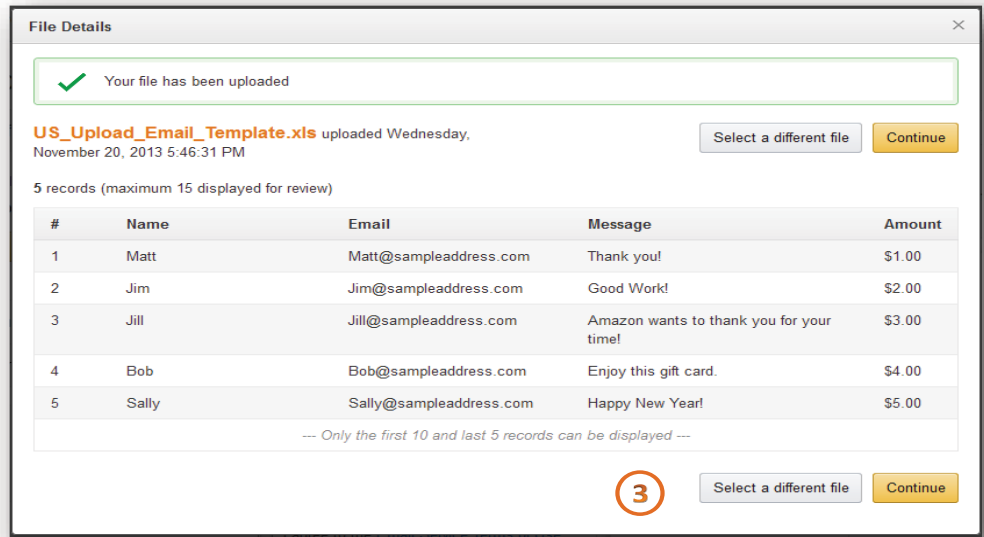 File Details
Your file has been uploaded
US_Upload_Email_Template.xls uploaded Wednesday,
November 20, 2013 5:46:31 PM
Select a different file Continue
5 records (maximum 15 displayed for review)
# Name Email Message Amount
1 Matt Matt@sampleaddress.com Thank you! $1.00
2 Jim Jim@sampleaddress.com Good Work! $2.00
3 Jill Jill@sampleaddress.com Amazon wants to thank you for your $3.00
time!
4 Bob Bob@sampleaddress.com Enjoy this gift card. $4.00
5 Sally Sally@sampleaddress.com Happy New Year! $5.00
--- Only the first 10 and last 5 records can be displayed ---
3 Select a different file Continue